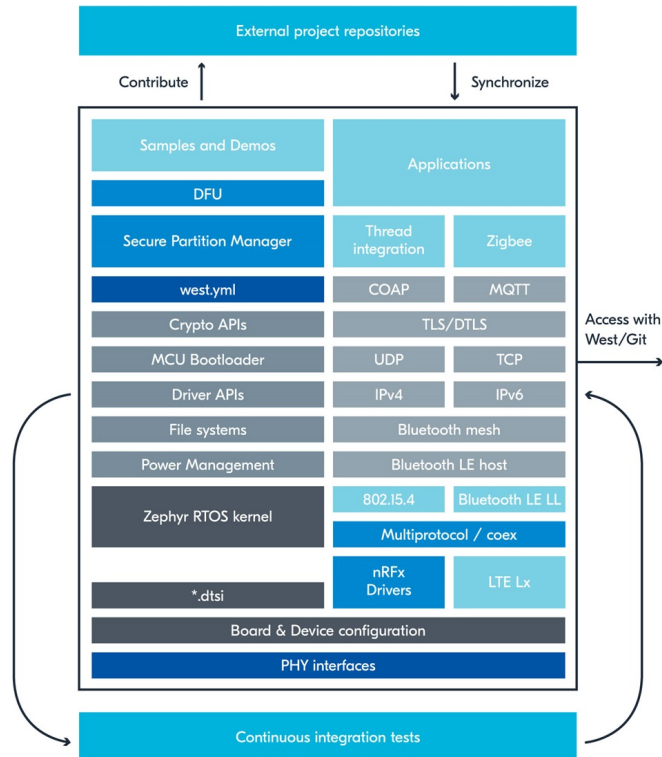 External project repositories
Contribute
Synchronize
Samples and Demos
Applications
DFU
Secure Partition Manager
Thread
integration
Zigbee
west.yml
COAP
MQTT
Access with
West/Git
Crypto APIs
TLS/DTLS
MCU Bootloader
UDP
TCP
Driver APIs
IPv4
IPv6
File systems
Bluetooth mesh
Power Management
Bluetooth LE host
Zephyr RTOS kernel
802.15.4
Bluetooth LE LL
Multiprotocol / coex
nRFx
Drivers
LTE Lx
*.dtsi
Board & Device configuration
PHY interfaces
Continuous integration tests